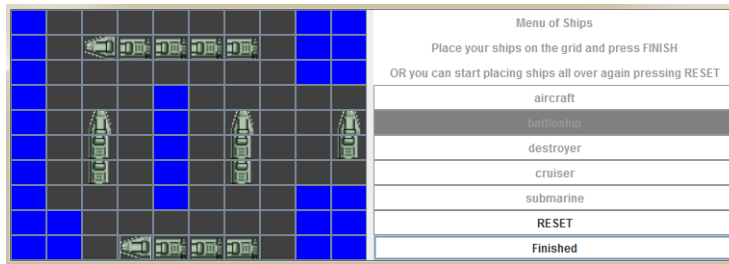 Menu of Ships
Place your ships on the grid and press FINISH
OR you can start placing ships all over again pressing RESET
aircraft
battleship
destroyer
cruiser
submarine
RESET
Finished